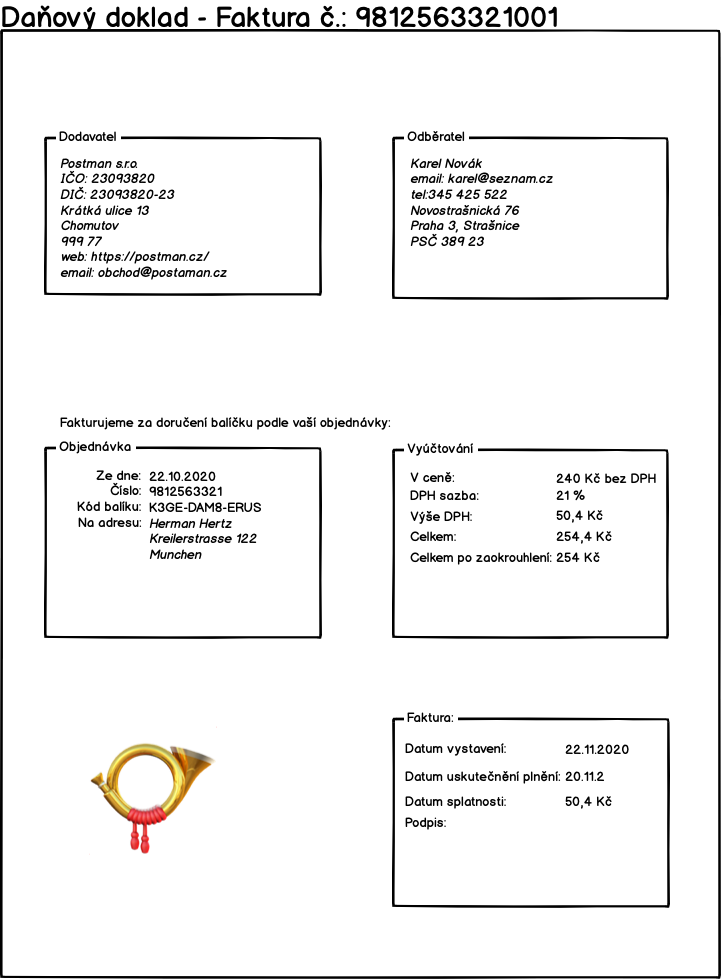 Daňový doklad - Faktura č.: 9812563321001
Dodavatel
Postman s.r.o.
IČO: 23093820
DIČ: 23093820-23
Krátká ulice 13
Chomutov
999 77
web: https://postman.cz/
email: obchod@postaman.cz
Odběratel
Karel Novák
email: karel@seznam.cz
tel:345 425 522
Novostrašnická 76
Praha 3, Strašnice
PSČ 389 23
Fakturujeme za doručení balíčku podle vaší objednávky:
Objednávka
Ze dne: 22.10.2020
Číslo: 9812563321
Kód balíku: K3GE-DAM8-ERUS
Na adresu: Herman Hertz
Kreilerstrasse 122
Munchen
Vyúčtování
V ceně: 240 Kč bez DPH
DPH sazba: 21 %
Výše DPH: 50,4 Kč
Celkem: 254,4 Kč
Celkem po zaokrouhlení: 254 Kč
Faktura:
Datum vystavení: 22.11.2020
Datum uskutečnění plnění: 20.11.2
Datum splatnosti: 50,4 Kč
Podpis: